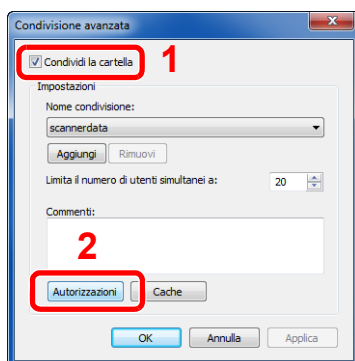 Condivisione avanzata
Condividi la cartella
1
Impostazioni
Nome condivisione:
scannerdata
Aggiungi Rimuovi
Limita il numero di utenti simultanei a: 20
Commenti:
2
Autorizzazioni Cache
OK Annulla Applica